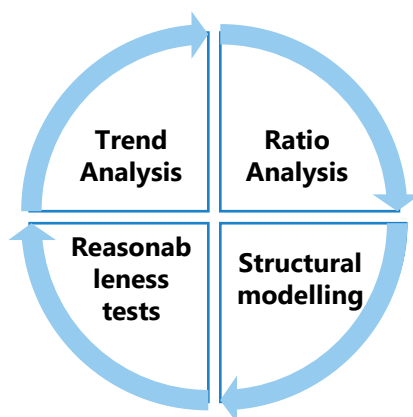 Trend
Analysis
Ratio
Analysis
Reasonab
leness
tests
Structural
modelling